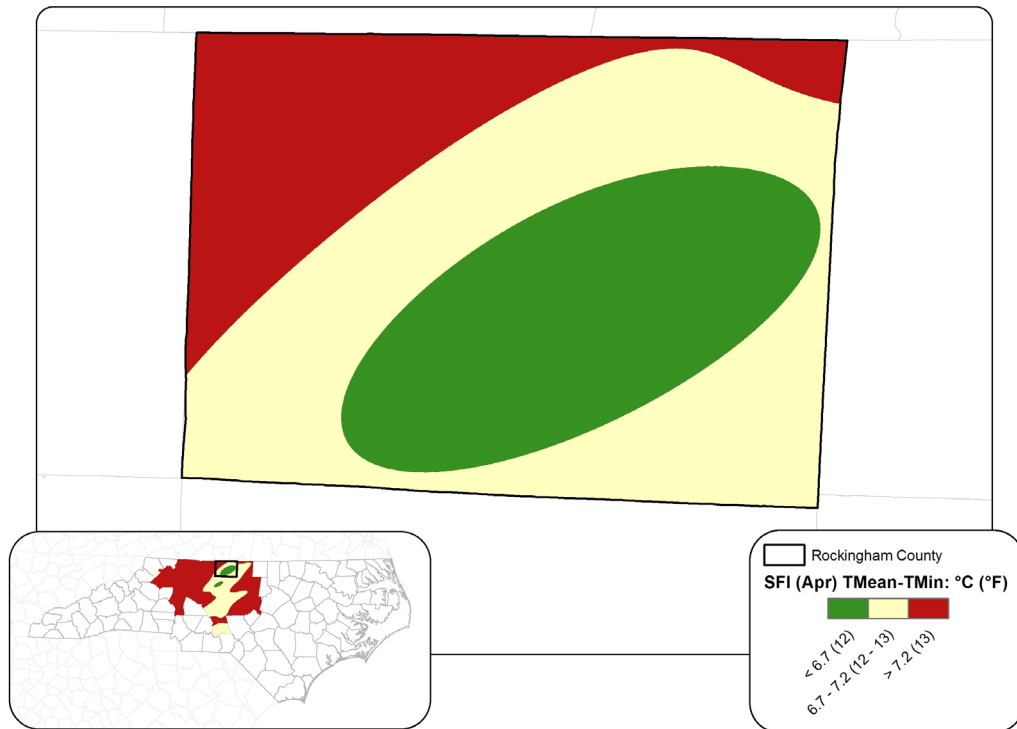 Rockingham County
SFI (Apr) TMean-TMin: °C (°F)
< 6.7 (12)
6.7 - 7.2 (12 - 13)
> 7.2 (13)